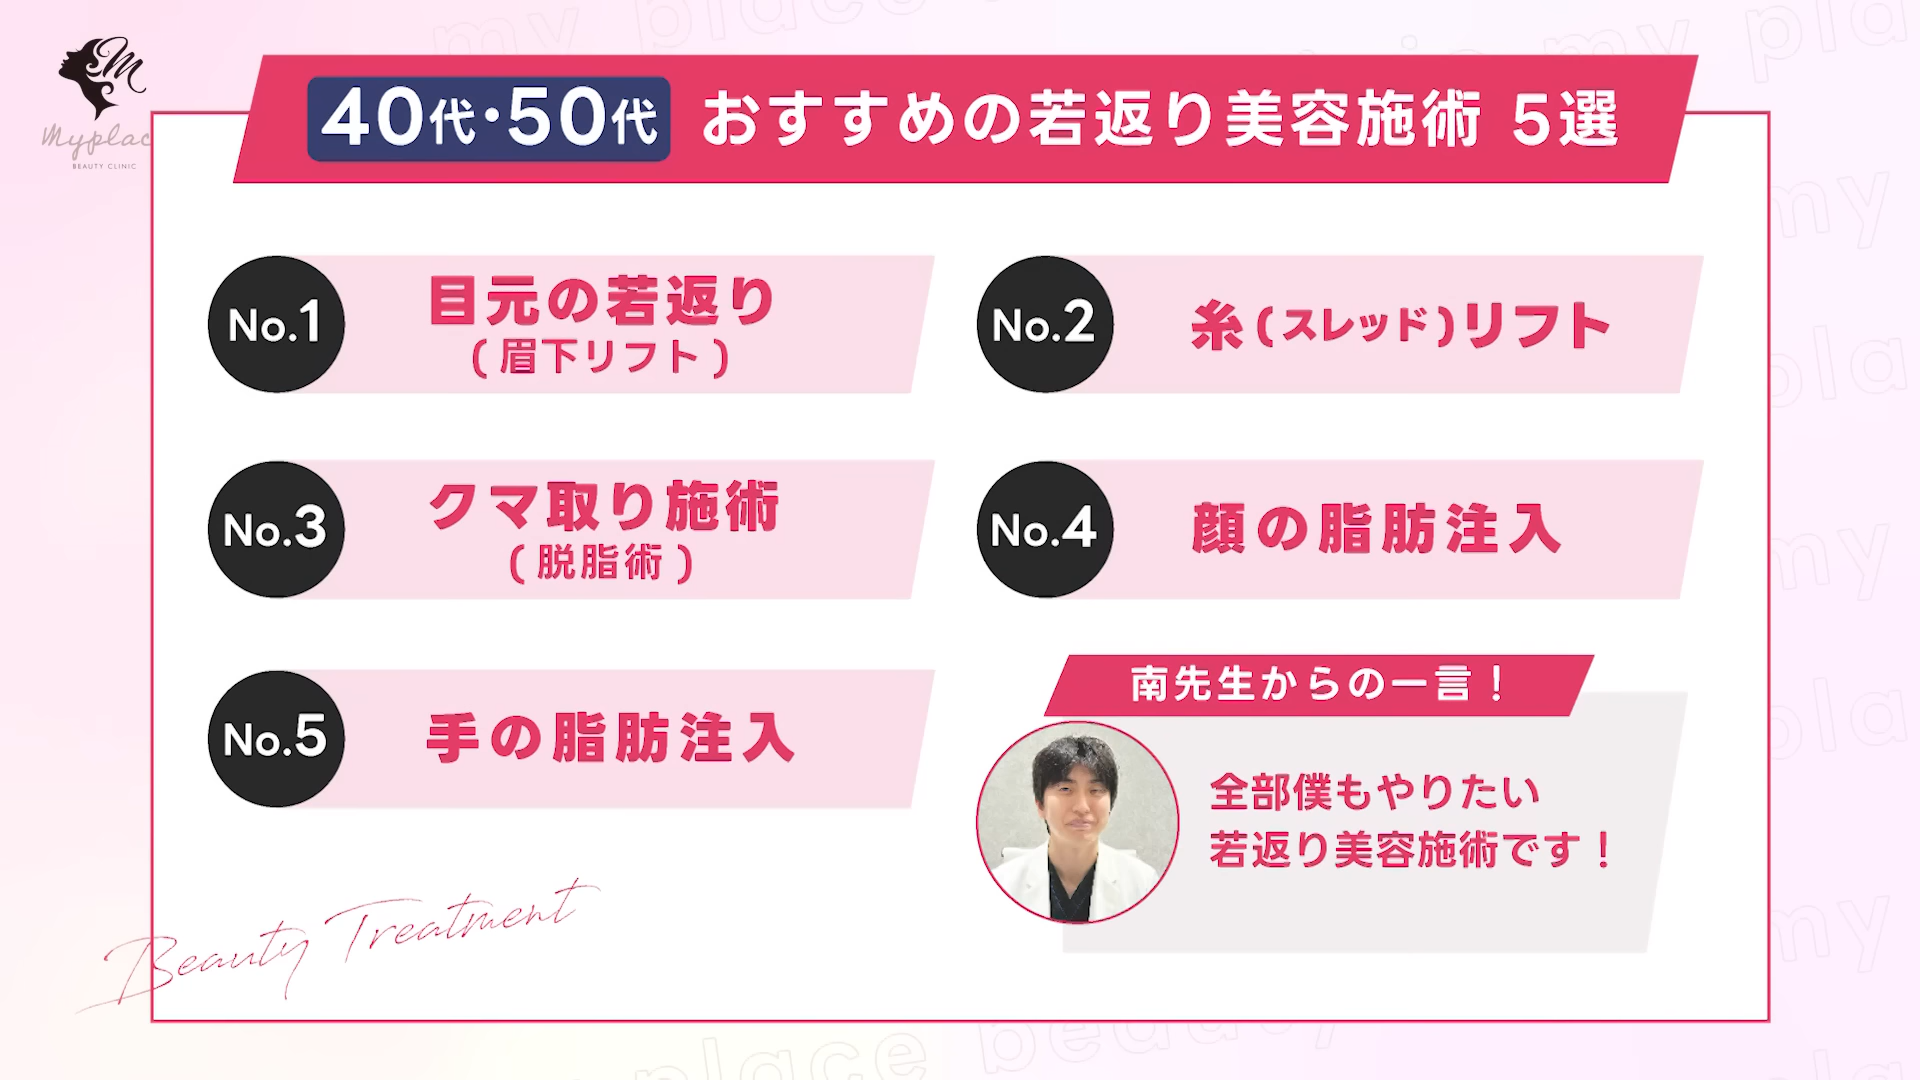 Myplac
BEAUTY CLINIC
40代・50代 おすすめの若返り美容施術 5選
No.1 目元の若返り
(眉下リフト)
No.2 糸(スレッド)リフト
No.3 クマ取り施術
(脱脂術)
No.4 顔の脂肪注入
No.5 手の脂肪注入
南先生からの一言！
全部僕もやりたい
若返り美容施術です！
Beauty Treatment